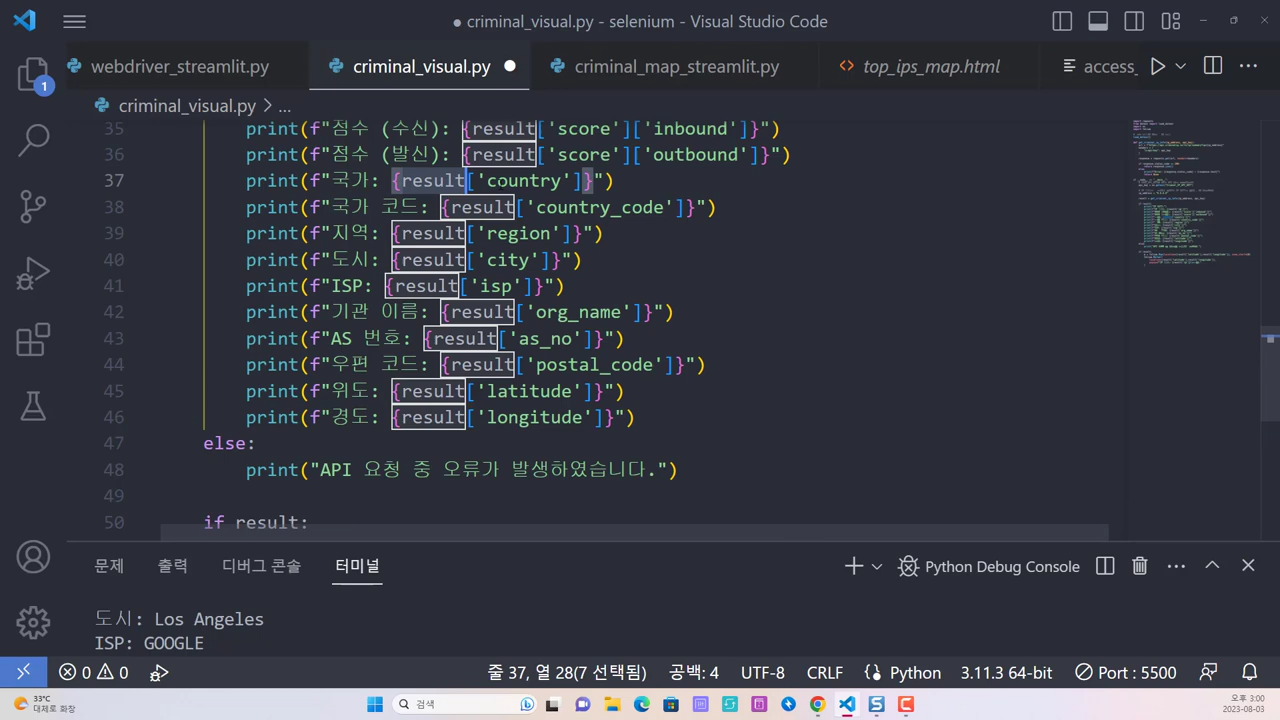 criminal_visual.py - selenium - Visual Studio Code
webdriver_streamlit.py
criminal_visual.py
criminal_map_streamlit.py
<> top_ips_map.html
access_
criminal_visual.py > ...
35 print(f"점수 (수신): {result['score']['inbound']}")
36 print(f"점수 (발신): {result['score']['outbound']}")
37 print(f"국가: {result['country']}")
38 print(f"국가 코드: {result['country_code']}")
39 print(f"지역: {result['region']}")
40 print(f"도시: {result['city']}")
41 print(f"ISP: {result['isp']}")
42 print(f"기관 이름: {result['org_name']}")
43 print(f"AS 번호: {result['as_no']}")
44 print(f"우편 코드: {result['postal_code']}")
45 print(f"위도: {result['latitude']}")
46 print(f"경도: {result['longitude']}")
47 else:
48 print("API 요청 중 오류가 발생하였습니다.")
49
50 if result:
1
문제 출력 디버그 콘솔 터미널
Python Debug Console
도시: Los Angeles
ISP: GOOGLE
0 0 줄 37, 열 28(7 선택됨) 공백: 4 UTF-8 CRLF Python 3.11.3 64-bit Port : 5500
33°C
대체로 화창
검색
오후 3:00
2023-08-03